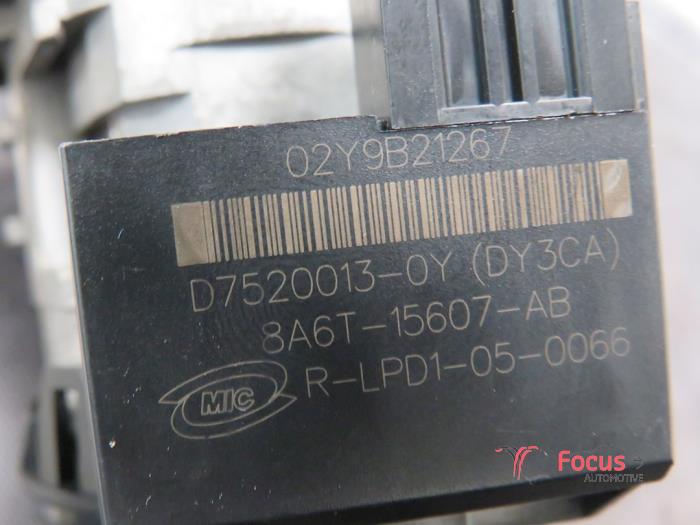 02Y9B21267
D7520013-0Y (DY3CA)
8A6T-15607-AB
MIC R-LPD1-05-0066
Focus
AUTOMOTIVE